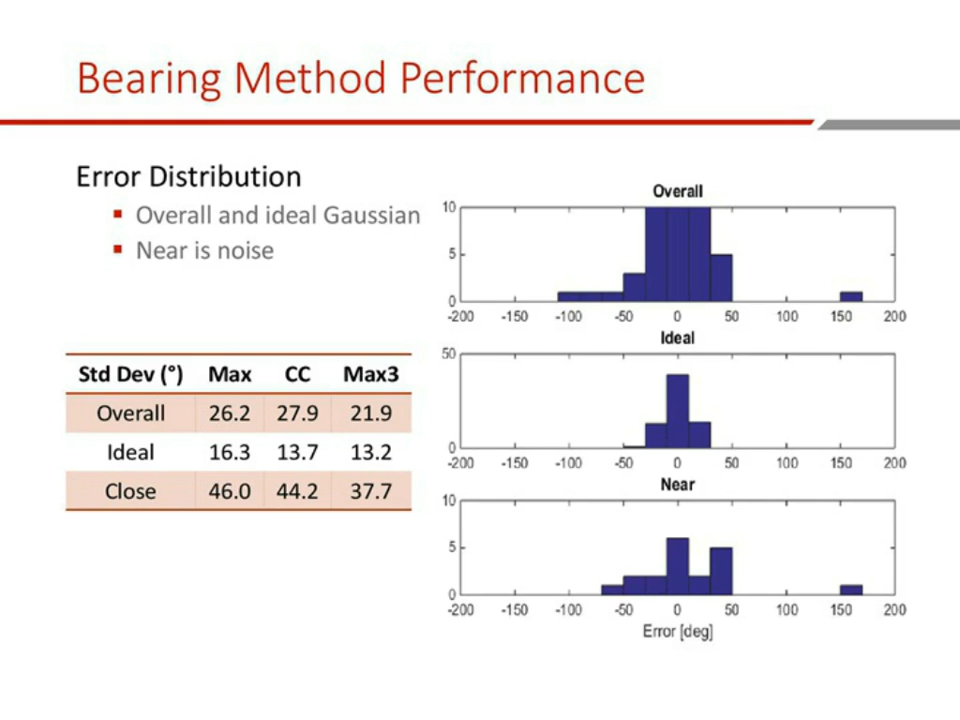 Bearing Method Performance
Error Distribution
Overall and ideal Gaussian
Near is noise
Std Dev (°) Max CC Max3
Overall 26.2 27.9 21.9
Ideal 16.3 13.7 13.2
Close 46.0 44.2 37.7
Overall
10
5
0
-200 -150 -100 -50 0 50 100 150 200
Ideal
50
0
-200 -150 -100 -50 0 50 100 150 200
Near
10
5
0
-200 -150 -100 -50 0 50 100 150 200
Error [deg]